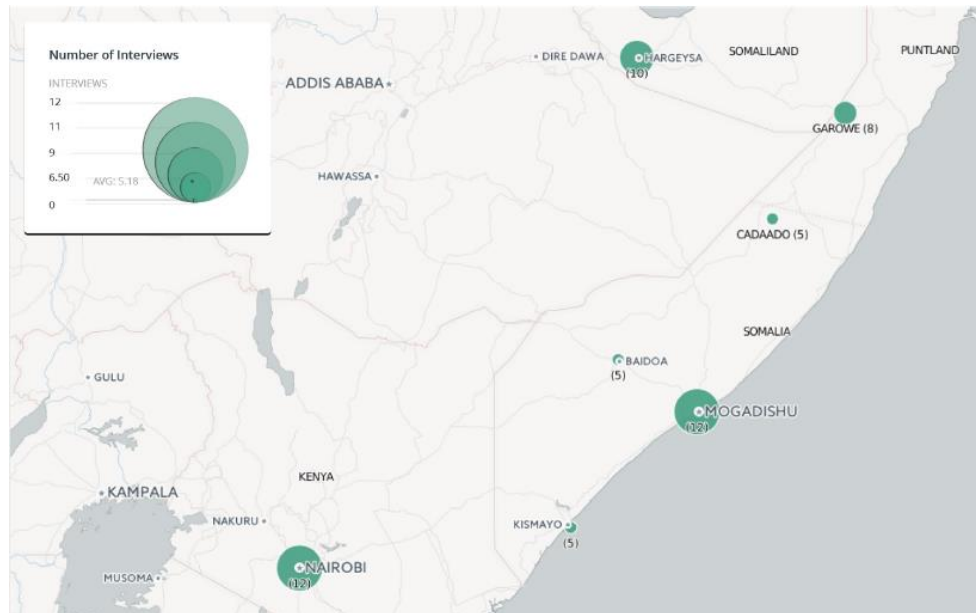 Number of Interviews
INTERVIEWS
12
11
9
6.50
AVG: 5.18
0
DIRE DAWA
HARGEYSA
(10)
SOMALILAND
PUNTLAND
ADDIS ABABA
GAROWE (8)
HAWASSA
CADAADO (5)
SOMALIA
BAIDOA
(5)
GULU
MOGADISHU
(12)
KENYA
KAMPALA
NAKURU
KISMAYO
(5)
NAIROBI
(12)
MUSOMA